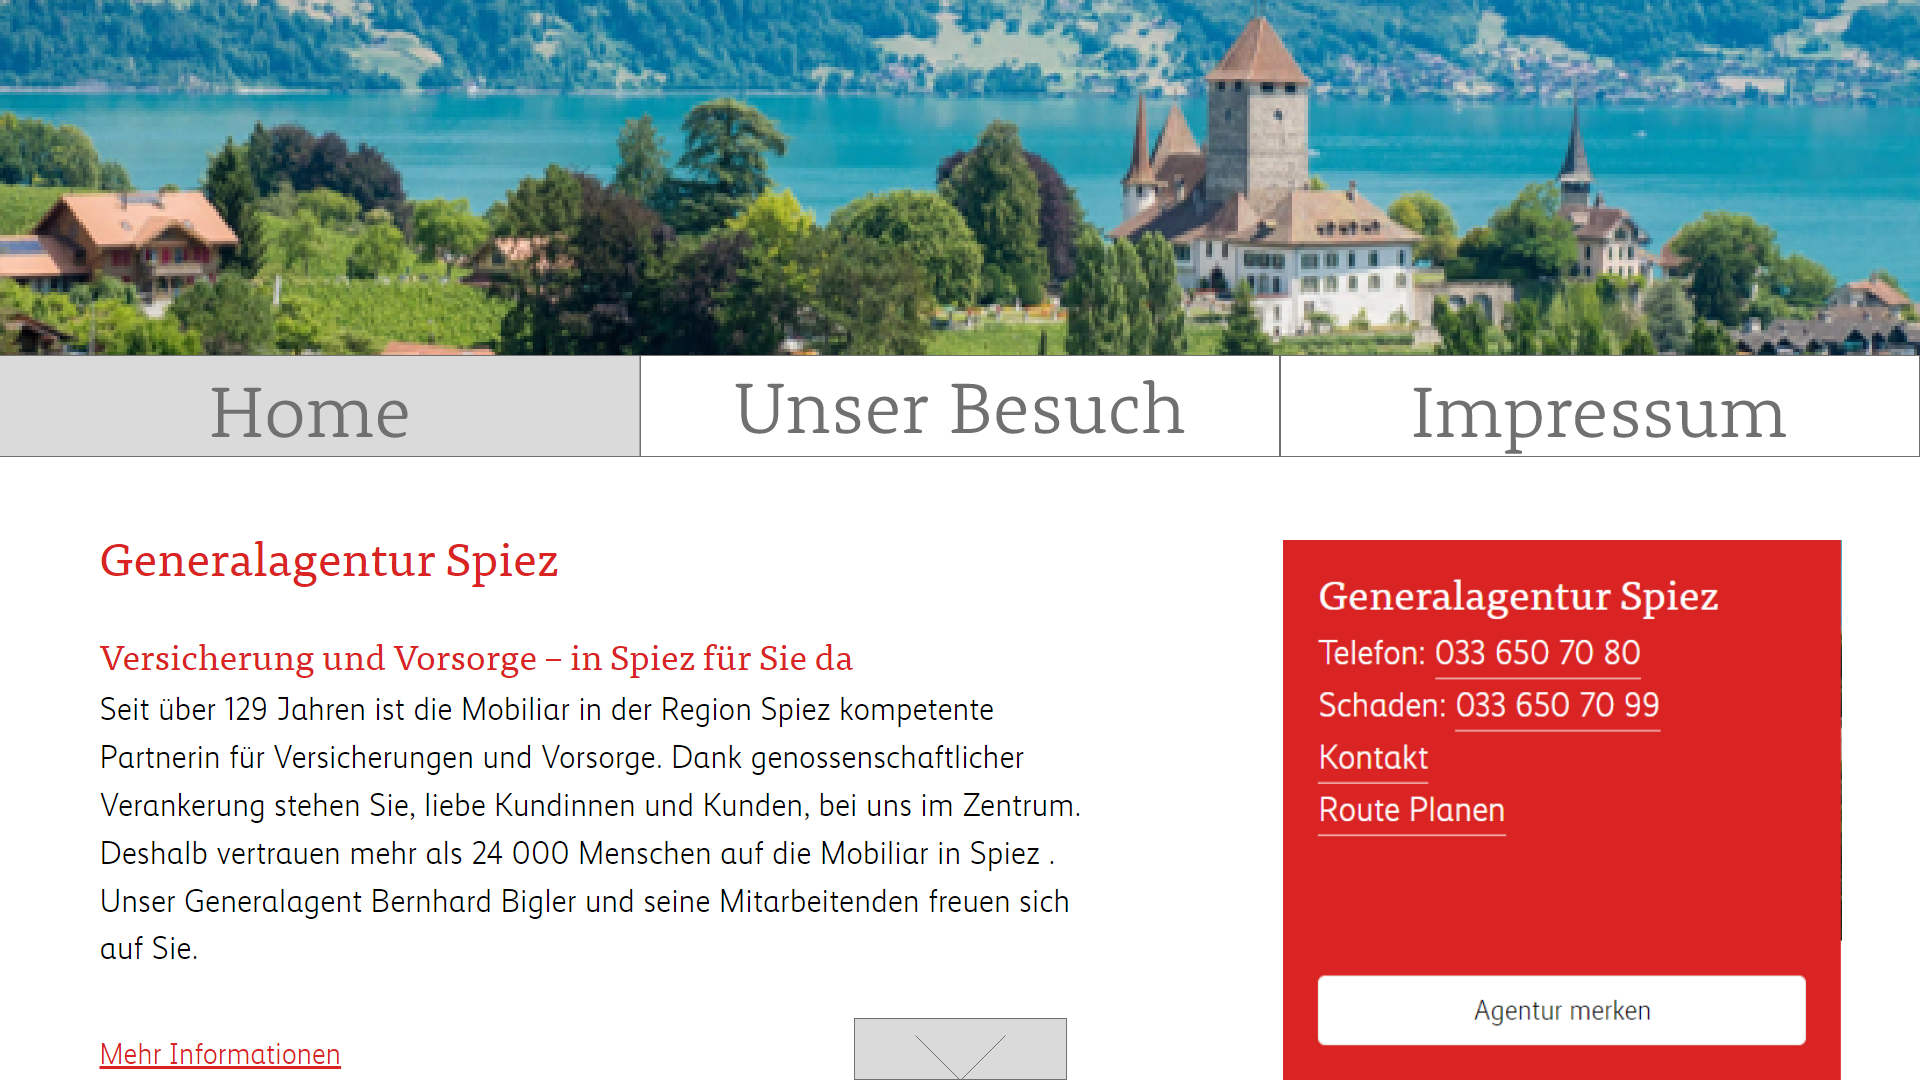 Home
Unser Besuch
Impressum
Generalagentur Spiez
Versicherung und Vorsorge – in Spiez für Sie da
Seit über 129 Jahren ist die Mobiliar in der Region Spiez kompetente
Partnerin für Versicherungen und Vorsorge. Dank genossenschaftlicher
Verankerung stehen Sie, liebe Kundinnen und Kunden, bei uns im Zentrum.
Deshalb vertrauen mehr als 24 000 Menschen auf die Mobiliar in Spiez .
Unser Generalagent Bernhard Bigler und seine Mitarbeitenden freuen sich
auf Sie.
Mehr Informationen
Generalagentur Spiez
Telefon: 033 650 70 80
Schaden: 033 650 70 99
Kontakt
Route Planen
Agentur merken